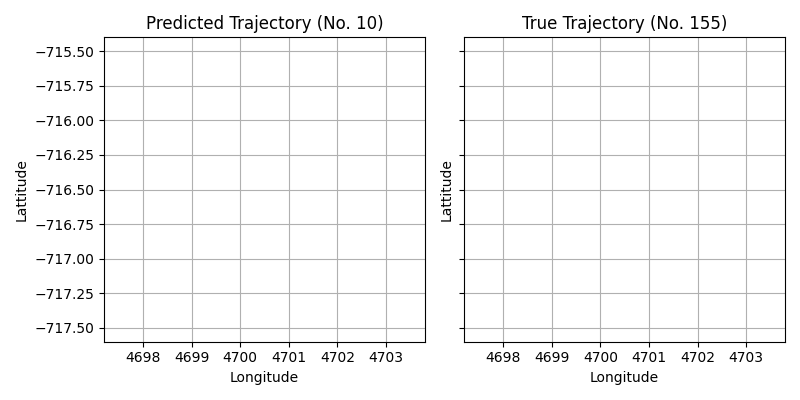 Predicted Trajectory (No. 10)
−715.50
−715.75
−716.00
−716.25
−716.50
−716.75
−717.00
−717.25
−717.50
Lattitude
4698 4699 4700 4701 4702 4703
Longitude
True Trajectory (No. 155)
Lattitude
4698 4699 4700 4701 4702 4703
Longitude